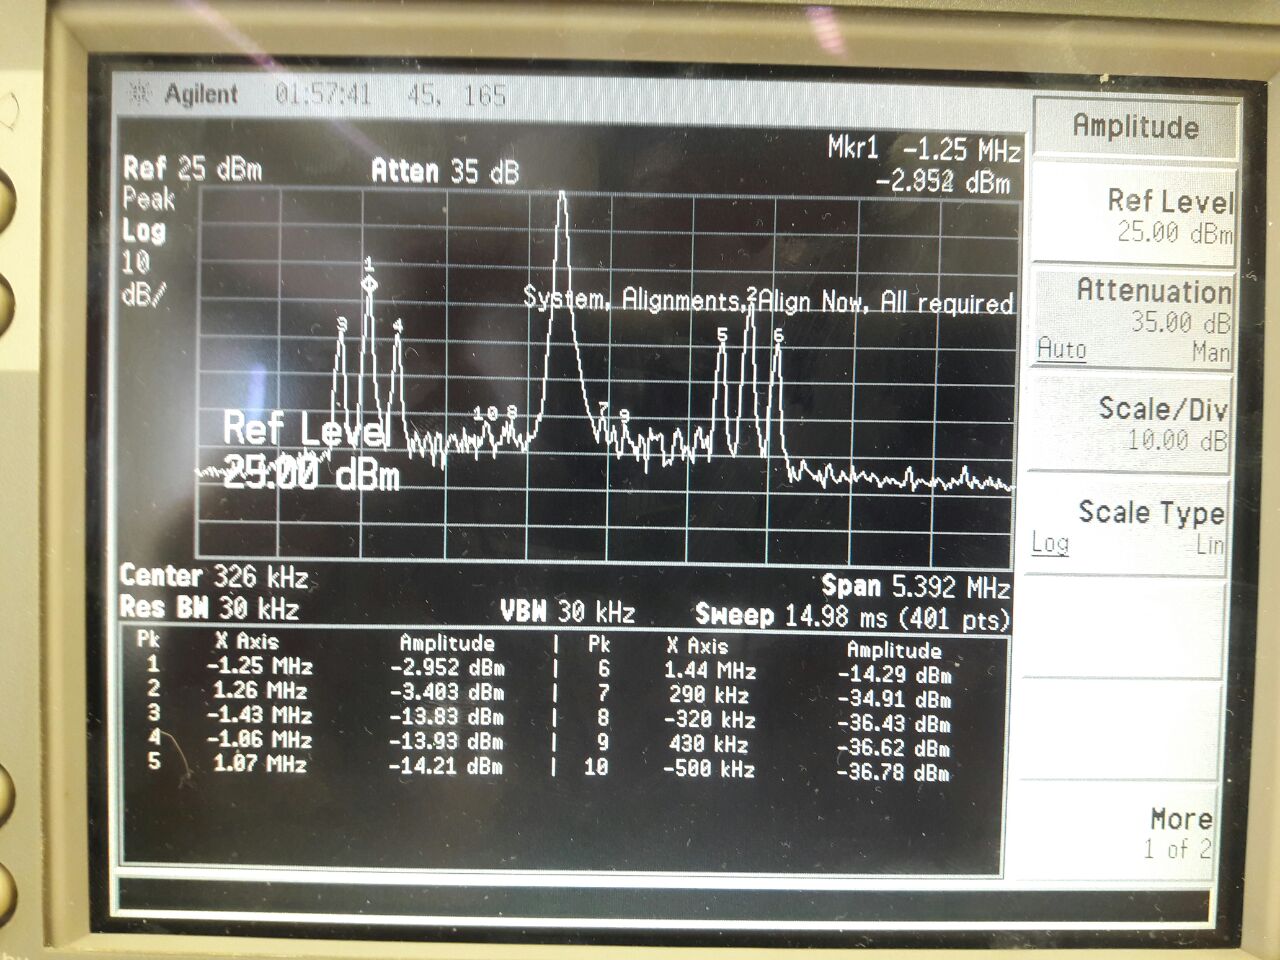 Agilent 01:57:41 45, 165
Mkr1 -1.25 MHz
Ref 25 dBm Atten 35 dB -2.952 dBm
Peak
Log
10
dB/
1
3
4
10
8
7
9
5
2
6
System, Alignments, Align Now, All required
Ref Level
25.00 dBm
Center 326 kHz Span 5.392 MHz
Res BW 30 kHz VBW 30 kHz Sweep 14.98 ms (401 pts)
Pk X Axis Amplitude | Pk X Axis Amplitude
1 -1.25 MHz -2.952 dBm | 6 1.44 MHz -14.29 dBm
2 1.26 MHz -3.403 dBm | 7 290 kHz -34.91 dBm
3 -1.43 MHz -13.83 dBm | 8 -320 kHz -36.43 dBm
4 -1.06 MHz -13.93 dBm | 9 430 kHz -36.62 dBm
5 1.07 MHz -14.21 dBm | 10 -500 kHz -36.78 dBm
Amplitude
Ref Level
25.00 dBm
Attenuation
35.00 dB
Auto Man
Scale/Div
10.00 dB
Scale Type
Log Lin
More
1 of 2